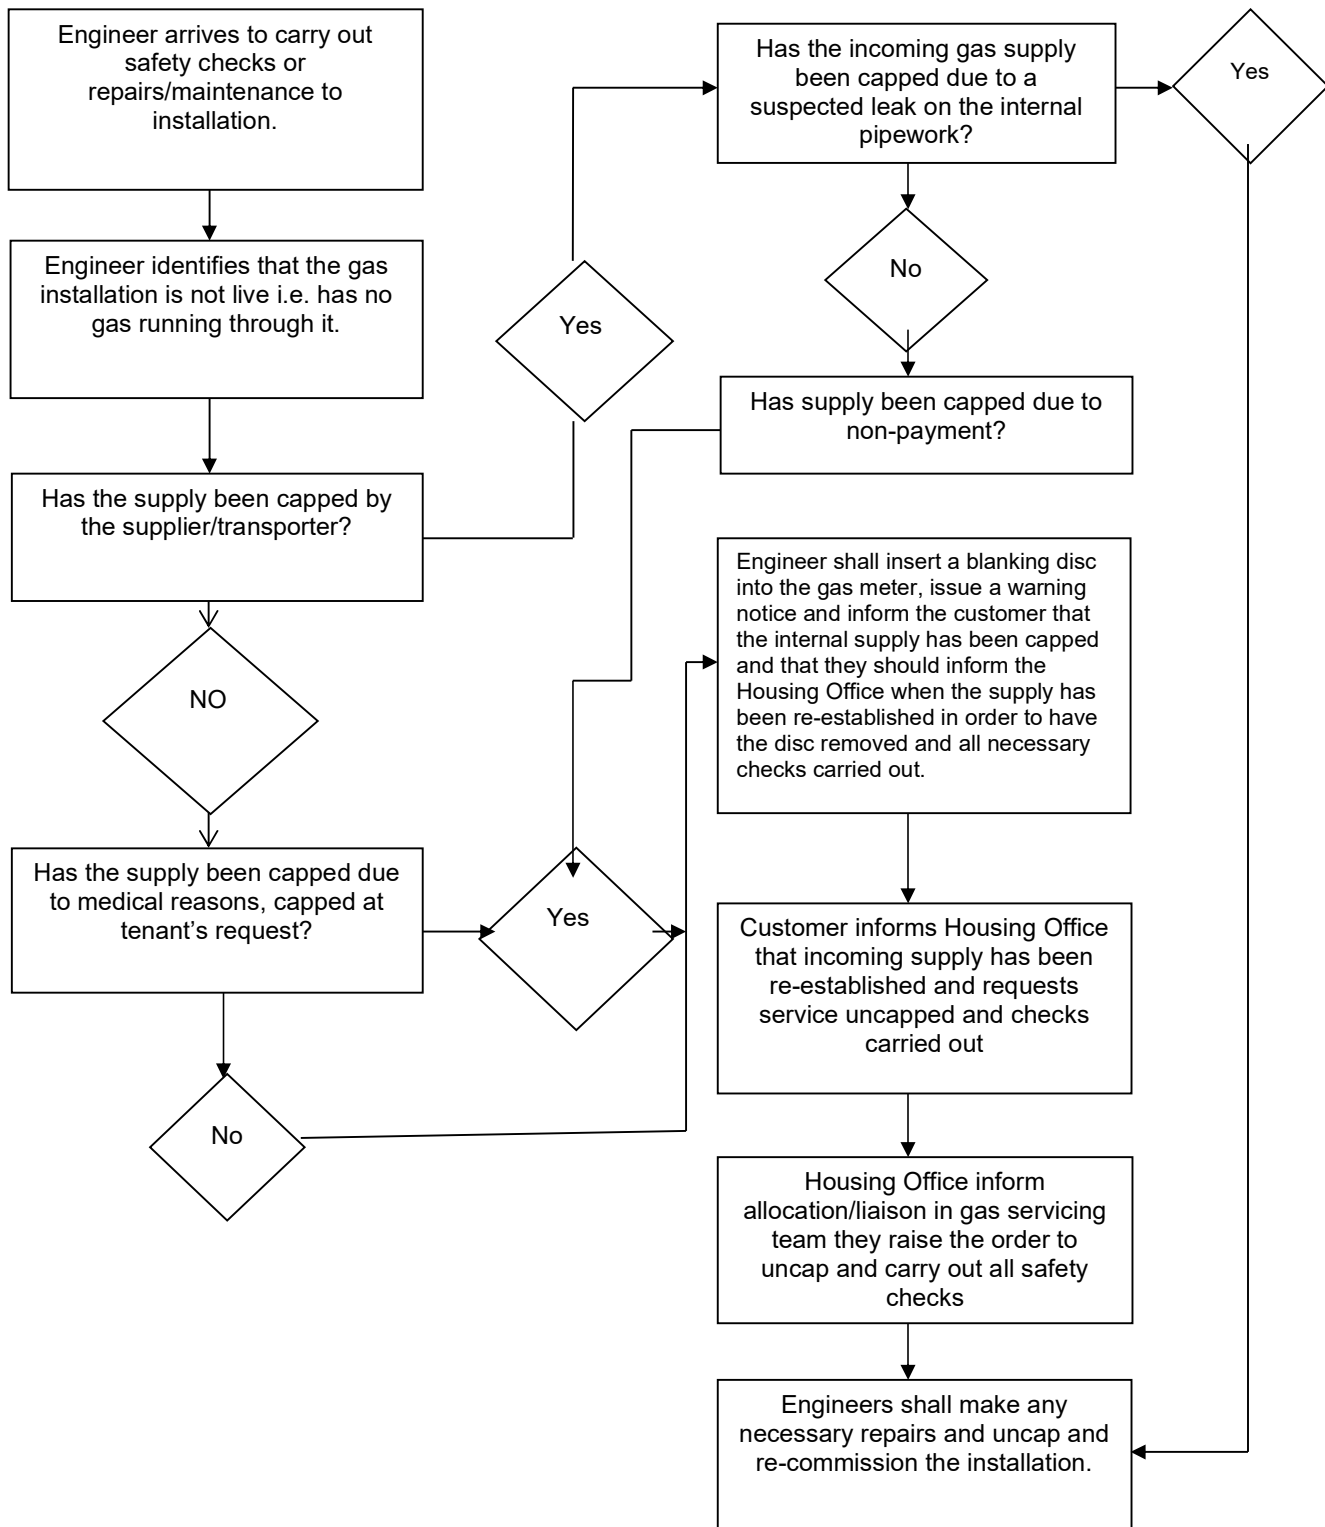 Engineer arrives to carry out
safety checks or
repairs/maintenance to
installation.
Engineer identifies that the gas
installation is not live i.e. has no
gas running through it.
Has the supply been capped by
the supplier/transporter?
NO
Has the supply been capped due
to medical reasons, capped at
tenant’s request?
No
Yes
Yes
Has the incoming gas supply
been capped due to a
suspected leak on the internal
pipework?
Yes
No
Has supply been capped due to
non-payment?
Engineer shall insert a blanking disc
into the gas meter, issue a warning
notice and inform the customer that
the internal supply has been capped
and that they should inform the
Housing Office when the supply has
been re-established in order to have
the disc removed and all necessary
checks carried out.
Customer informs Housing Office
that incoming supply has been
re-established and requests
service uncapped and checks
carried out
Housing Office inform
allocation/liaison in gas servicing
team they raise the order to
uncap and carry out all safety
checks
Engineers shall make any
necessary repairs and uncap and
re-commission the installation.